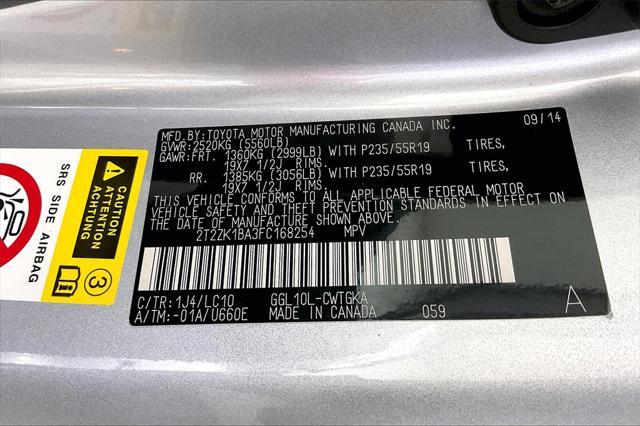 MFD.BY:TOYOTA MOTOR MANUFACTURING CANADA INC. 09/14
GVWR: 2520KG (5560LB)
GAWR:FRT. 1360KG (2999LB) WITH P235/55R19 TIRES,
19X7 1/2J RIMS
RR. 1385KG (3056LB) WITH P235/55R19 TIRES,
19X7 1/2J RIMS
THIS VEHICLE CONFORMS TO ALL APPLICABLE FEDERAL MOTOR
VEHICLE SAFETY AND THEFT PREVENTION STANDARDS IN EFFECT ON
THE DATE OF MANUFACTURE SHOWN ABOVE.
2T2ZK1BA3FC168254 MPV
C/TR: 1J4/LC10 GGL10L-CWTGKA A
A/TM:-01A/U660E MADE IN CANADA 059
CAUTION
ACHTUNG
ATTENTION
SRS SIDE AIRBAG
i
3